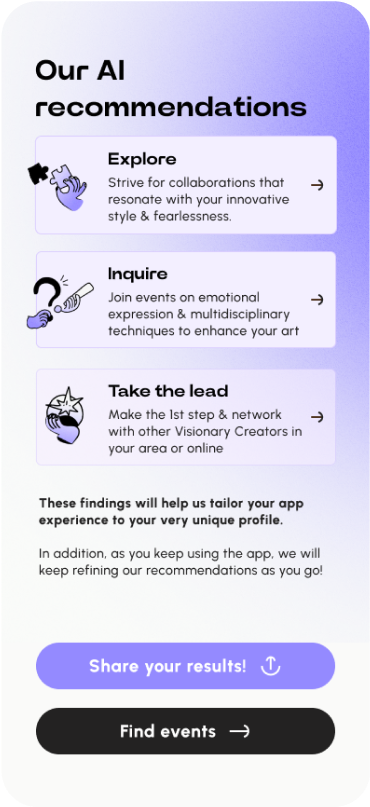 Our AI
recommendations
Explore
Strive for collaborations that
resonate with your innovative
style & fearlessness.
Inquire
Join events on emotional
expression & multidisciplinary
techniques to enhance your art
Take the lead
Make the 1st step & network
with other Visionary Creators in
your area or online
These findings will help us tailor your app
experience to your very unique profile.
In addition, as you keep using the app, we will
keep refining our recommendations as you go!
Share your results!
Find events